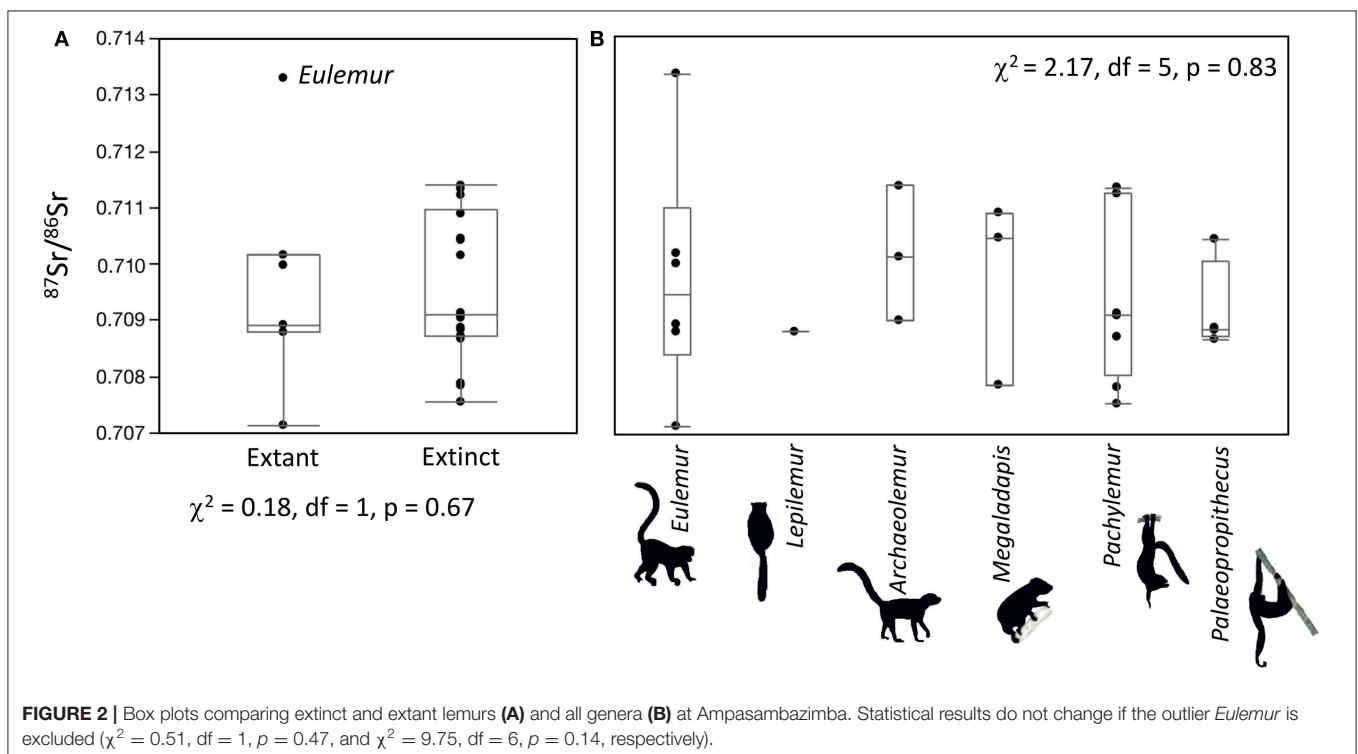 A
0.714
0.713
0.712
0.711
0.710
0.709
0.708
0.707
⁸⁷Sr/⁸⁶Sr
Eulemur
Extant Extinct
χ² = 0.18, df = 1, p = 0.67
B
χ² = 2.17, df = 5, p = 0.83
Eulemur
Lepilemur
Archaeolemur
Megaladapis
Pachylemur
Palaeopropithecus
FIGURE 2 | Box plots comparing extinct and extant lemurs (A) and all genera (B) at Ampasambazimba. Statistical results do not change if the outlier Eulemur is
excluded (χ² = 0.51, df = 1, p = 0.47, and χ² = 9.75, df = 6, p = 0.14, respectively).